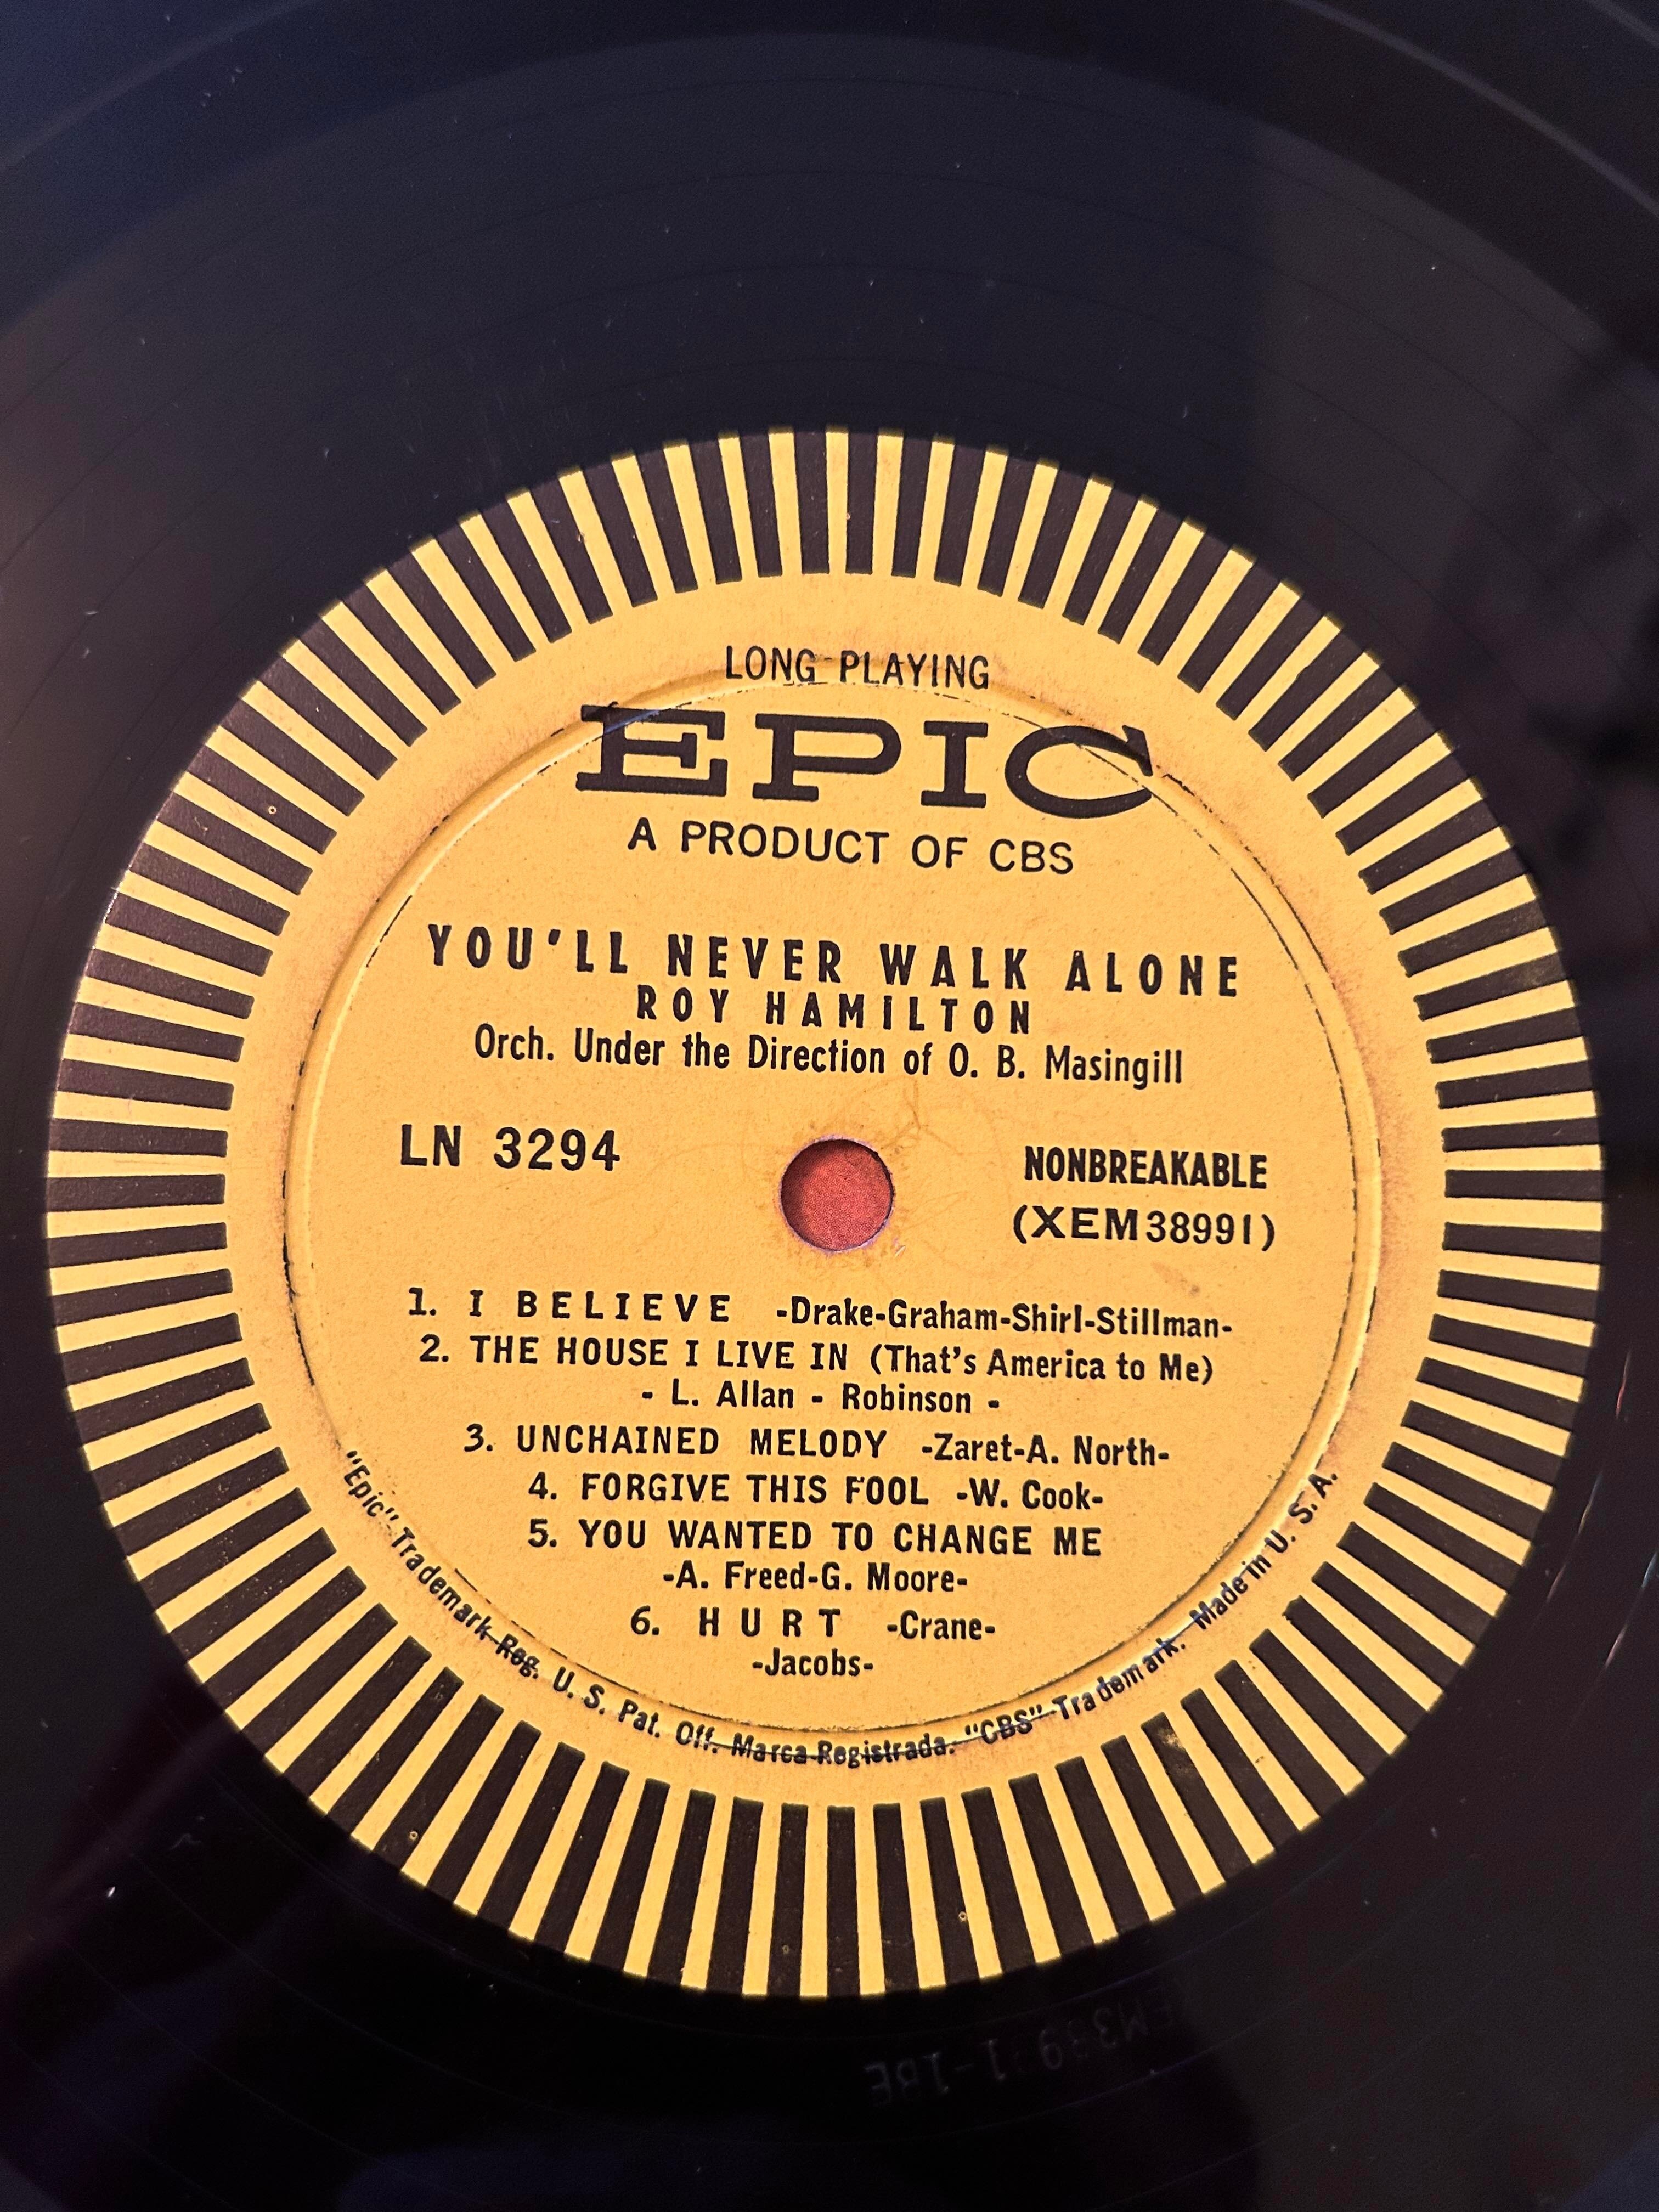 LONG PLAYING
EPIC
A PRODUCT OF CBS
YOU'LL NEVER WALK ALONE
ROY HAMILTON
Orch. Under the Direction of O. B. Masingill
LN 3294
NONBREAKABLE
(XEM38991)
1. I BELIEVE -Drake-Graham-Shirl-Stillman-
2. THE HOUSE I LIVE IN (That's America to Me)
- L. Allan - Robinson -
3. UNCHAINED MELODY -Zaret-A. North-
4. FORGIVE THIS FOOL -W. Cook-
5. YOU WANTED TO CHANGE ME
-A. Freed-G. Moore-
6. HURT -Crane-
-Jacobs-
"Epic" Trademark Reg. U. S. Pat. Off. Marca Registrada. "CBS" Trademark. Made in U. S. A.